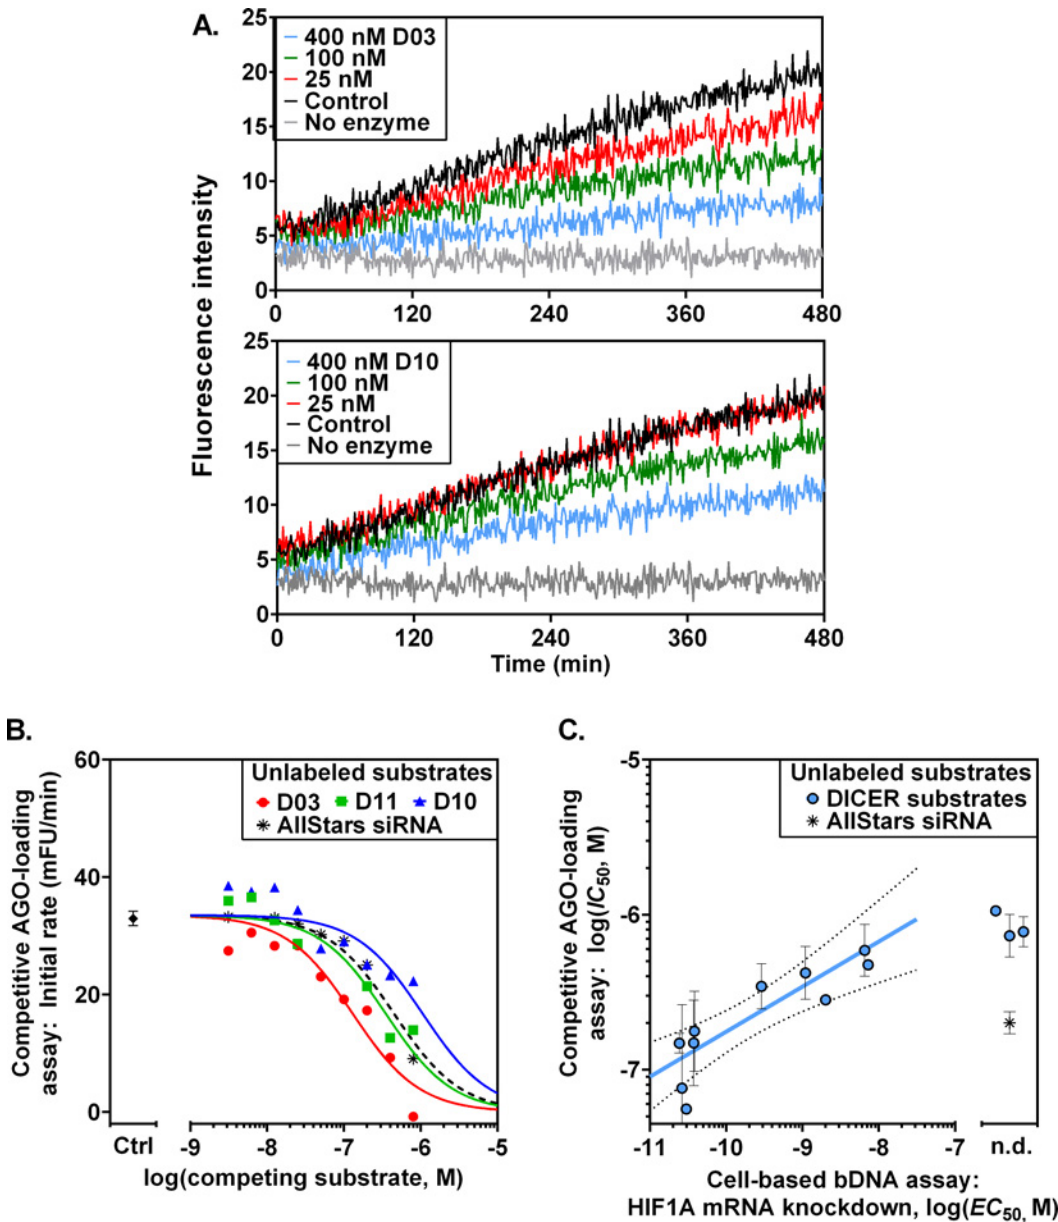 A.
25
20
15
10
5
0
400 nM D03
100 nM
25 nM
Control
No enzyme
0 120 240 360 480
Fluorescence intensity
25
20
15
10
5
0
400 nM D10
100 nM
25 nM
Control
No enzyme
0 120 240 360 480
Time (min)
B.
Competitive AGO-loading
assay: Initial rate (mFU/min)
60
40
20
0
Unlabeled substrates
D03 D11 D10
AllStars siRNA
Ctrl -9 -8 -7 -6 -5
log(competing substrate, M)
C.
Competitive AGO-loading
assay: log(IC50, M)
-5
-6
-7
Unlabeled substrates
DICER substrates
AllStars siRNA
-11 -10 -9 -8 -7 n.d.
Cell-based bDNA assay:
HIF1A mRNA knockdown, log(EC50, M)